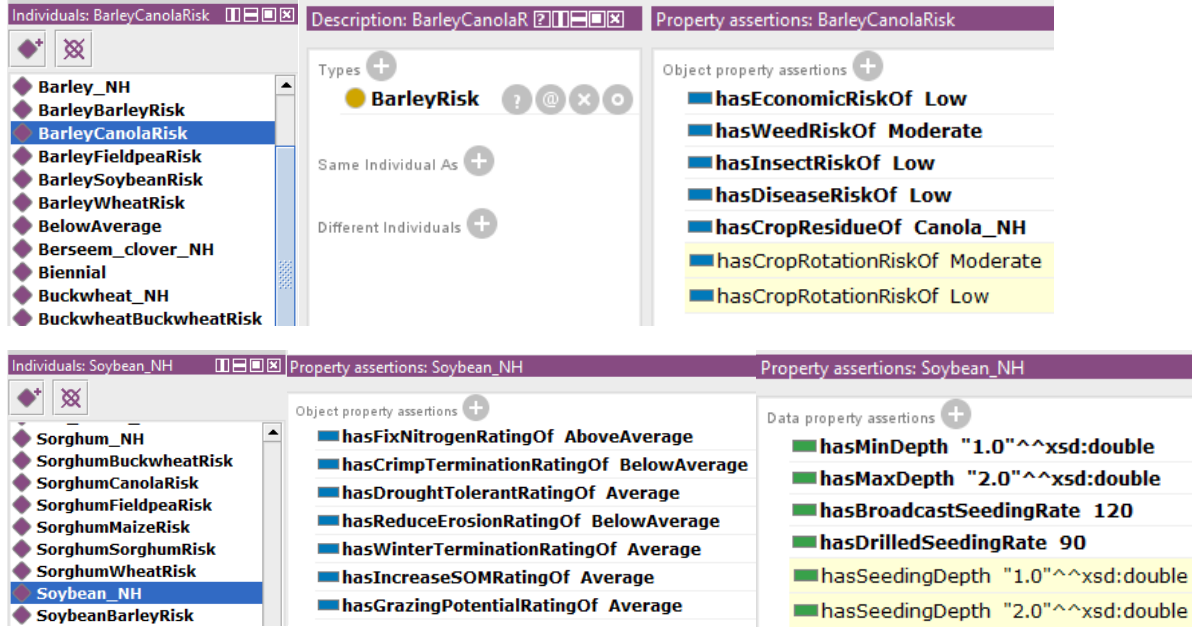 Individuals: BarleyCanolaRisk
Barley_NH
BarleyBarleyRisk
BarleyCanolaRisk
BarleyFieldpeaRisk
BarleySoybeanRisk
BarleyWheatRisk
BelowAverage
Berseem_clover_NH
Biennial
Buckwheat_NH
BuckwheatBuckwheatRisk
Description: BarleyCanolaR
Types
BarleyRisk
Same Individual As
Different Individuals
Property assertions: BarleyCanolaRisk
Object property assertions
hasEconomicRiskOf Low
hasWeedRiskOf Moderate
hasInsectRiskOf Low
hasDiseaseRiskOf Low
hasCropResidueOf Canola_NH
hasCropRotationRiskOf Moderate
hasCropRotationRiskOf Low
Individuals: Soybean_NH
Sorghum_NH
SorghumBuckwheatRisk
SorghumCanolaRisk
SorghumFieldpeaRisk
SorghumMaizeRisk
SorghumSorghumRisk
SorghumWheatRisk
Soybean_NH
SoybeanBarleyRisk
Property assertions: Soybean_NH
Object property assertions
hasFixNitrogenRatingOf AboveAverage
hasCrimpTerminationRatingOf BelowAverage
hasDroughtTolerantRatingOf Average
hasReduceErosionRatingOf BelowAverage
hasWinterTerminationRatingOf Average
hasIncreaseSOMRatingOf Average
hasGrazingPotentialRatingOf Average
Property assertions: Soybean_NH
Data property assertions
hasMinDepth "1.0"^^xsd:double
hasMaxDepth "2.0"^^xsd:double
hasBroadcastSeedingRate 120
hasDrilledSeedingRate 90
hasSeedingDepth "1.0"^^xsd:double
hasSeedingDepth "2.0"^^xsd:double